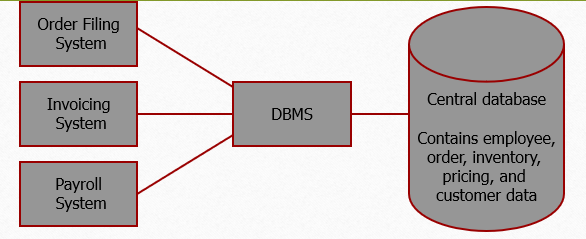 Order Filing
System
Invoicing
System
Payroll
System
DBMS
Central database
Contains employee,
order, inventory,
pricing, and
customer data